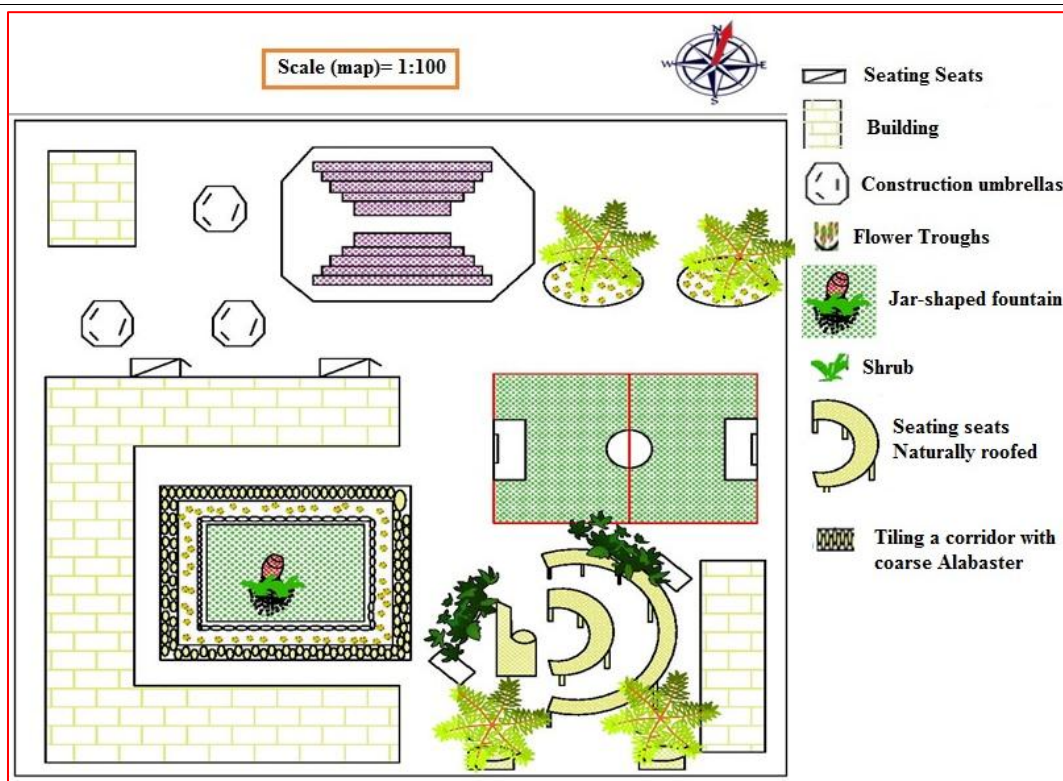 Scale (map)= 1:100
N
W
E
S
Seating Seats
Building
Construction umbrellas
Flower Troughs
Jar-shaped fountain
Shrub
Seating seats
Naturally roofed
Tiling a corridor with
coarse Alabaster